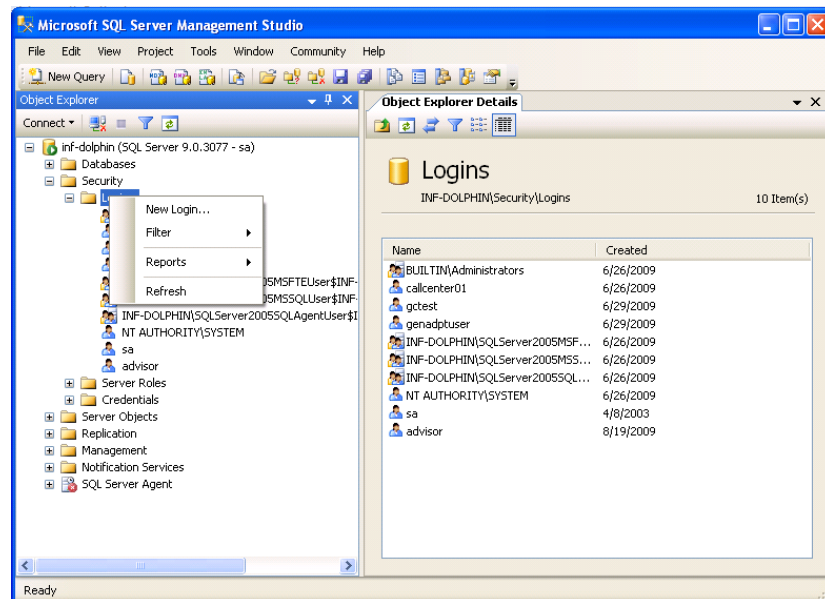 Microsoft SQL Server Management Studio
File Edit View Project Tools Window Community Help
New Query
Object Explorer
Connect
inf-dolphin (SQL Server 9.0.3077 - sa)
Databases
Security
New Login...
Filter
Reports
Refresh
05MSFTEUser$INF-
05MSSQLUser$INF-
INF-DOLPHIN\SQLServer2005SQLAgentUser$I
NT AUTHORITY\SYSTEM
sa
advisor
Server Roles
Credentials
Server Objects
Replication
Management
Notification Services
SQL Server Agent
Object Explorer Details
Logins
INF-DOLPHIN\Security\Logins 10 Item(s)
Name Created
BUILTIN\Administrators 6/26/2009
callcenter01 6/26/2009
gctest 6/29/2009
genadptuser 6/29/2009
INF-DOLPHIN\SQLServer2005MSF... 6/26/2009
INF-DOLPHIN\SQLServer2005MSS... 6/26/2009
INF-DOLPHIN\SQLServer2005SQL... 6/26/2009
NT AUTHORITY\SYSTEM 6/26/2009
sa 4/8/2003
advisor 8/19/2009
Ready